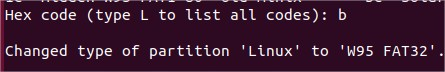 Hex code (type L to list all codes): b
Changed type of partition 'Linux' to 'W95 FAT32'.